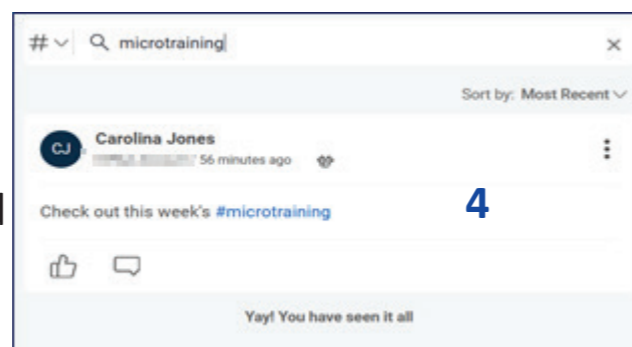 # microtraining
Sort by: Most Recent
CJ Carolina Jones
56 minutes ago
Check out this week's #microtraining
4
Yay! You have seen it all